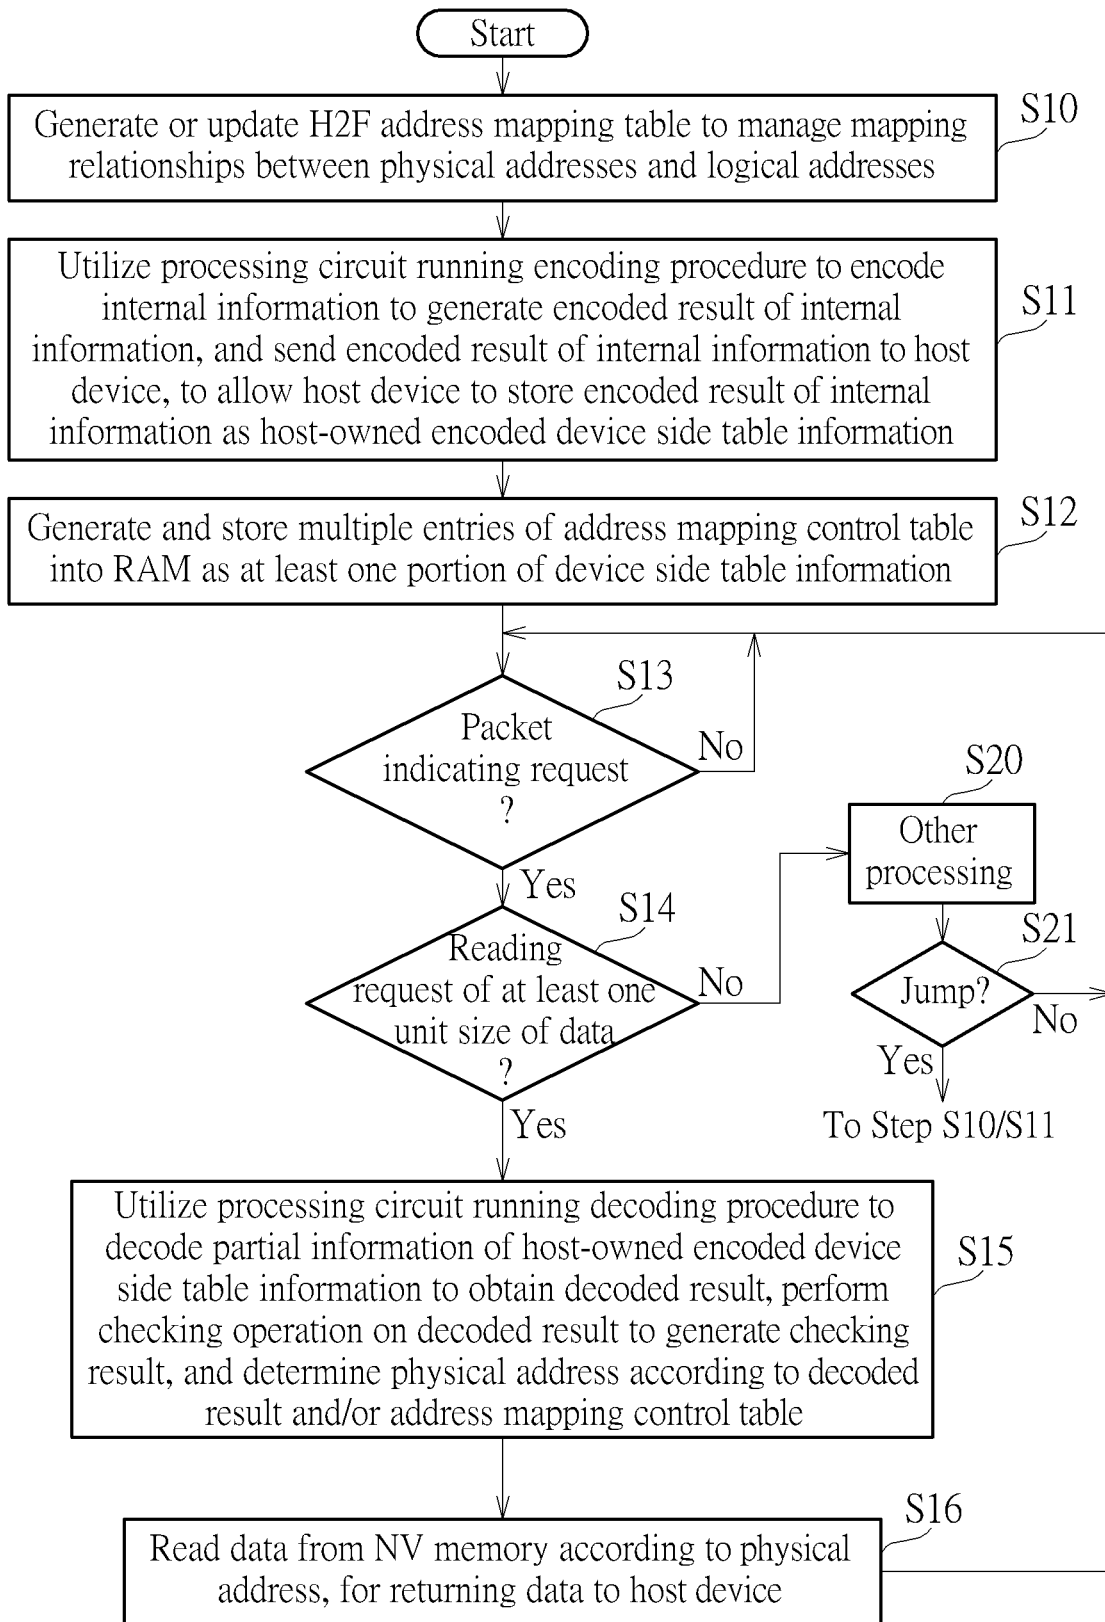 Start
S10
Generate or update H2F address mapping table to manage mapping
relationships between physical addresses and logical addresses
Utilize processing circuit running encoding procedure to encode
internal information to generate encoded result of internal
information, and send encoded result of internal information to host
device, to allow host device to store encoded result of internal
information as host-owned encoded device side table information
S11
S12
Generate and store multiple entries of address mapping control table
into RAM as at least one portion of device side table information
S13
Packet
indicating request
?
No
Yes
S14
Reading
request of at least one
unit size of data
?
No
Yes
S20
Other
processing
S21
Jump?
No
Yes
To Step S10/S11
Utilize processing circuit running decoding procedure to
decode partial information of host-owned encoded device
side table information to obtain decoded result, perform
checking operation on decoded result to generate checking
result, and determine physical address according to decoded
result and/or address mapping control table
S15
S16
Read data from NV memory according to physical
address, for returning data to host device